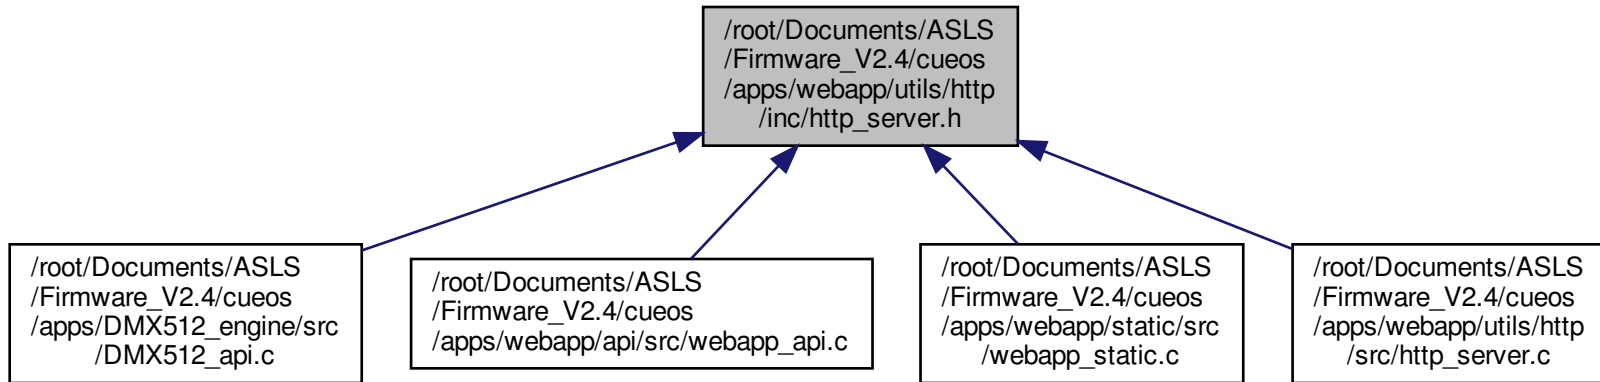 /root/Documents/ASLS
/Firmware_V2.4/cueos
/apps/webapp/utils/http
/inc/http_server.h
/root/Documents/ASLS
/Firmware_V2.4/cueos
/apps/DMX512_engine/src
/DMX512_api.c
/root/Documents/ASLS
/Firmware_V2.4/cueos
/apps/webapp/api/src/webapp_api.c
/root/Documents/ASLS
/Firmware_V2.4/cueos
/apps/webapp/static/src
/webapp_static.c
/root/Documents/ASLS
/Firmware_V2.4/cueos
/apps/webapp/utils/http
/src/http_server.c